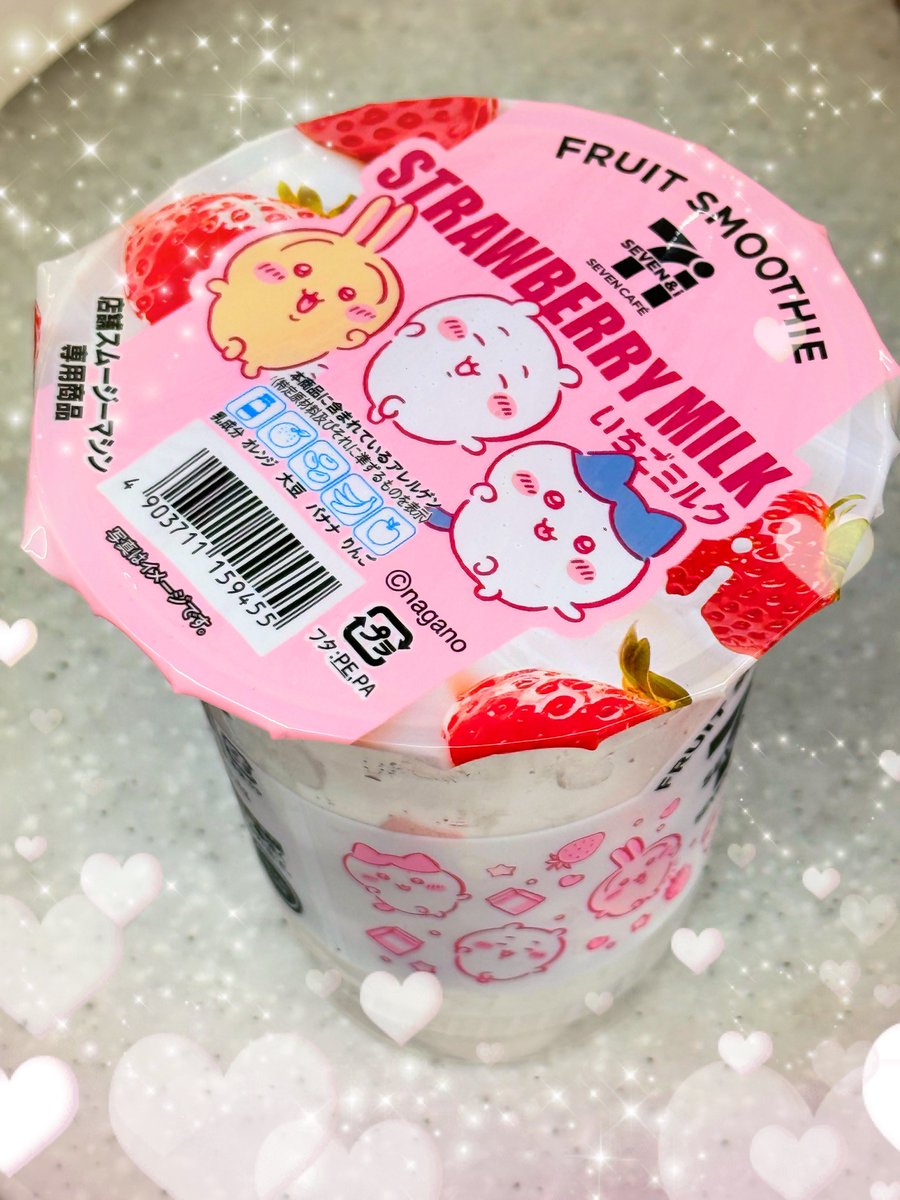 FRUIT SMOOTHIE
SEVEN&i
SEVEN CAFÉ
STRAWBERRY MILK
いちごミルク
店舗スムージーマシン
専用商品
本商品に含まれているアレルゲン
(特定原材料及びそれに準ずるものを表示)
乳成分 オレンジ 大豆 バナナ りんご
4 903711 159455
写真はイメージです。
©nagano
プラ
フタ:PE,PA
FRUIT